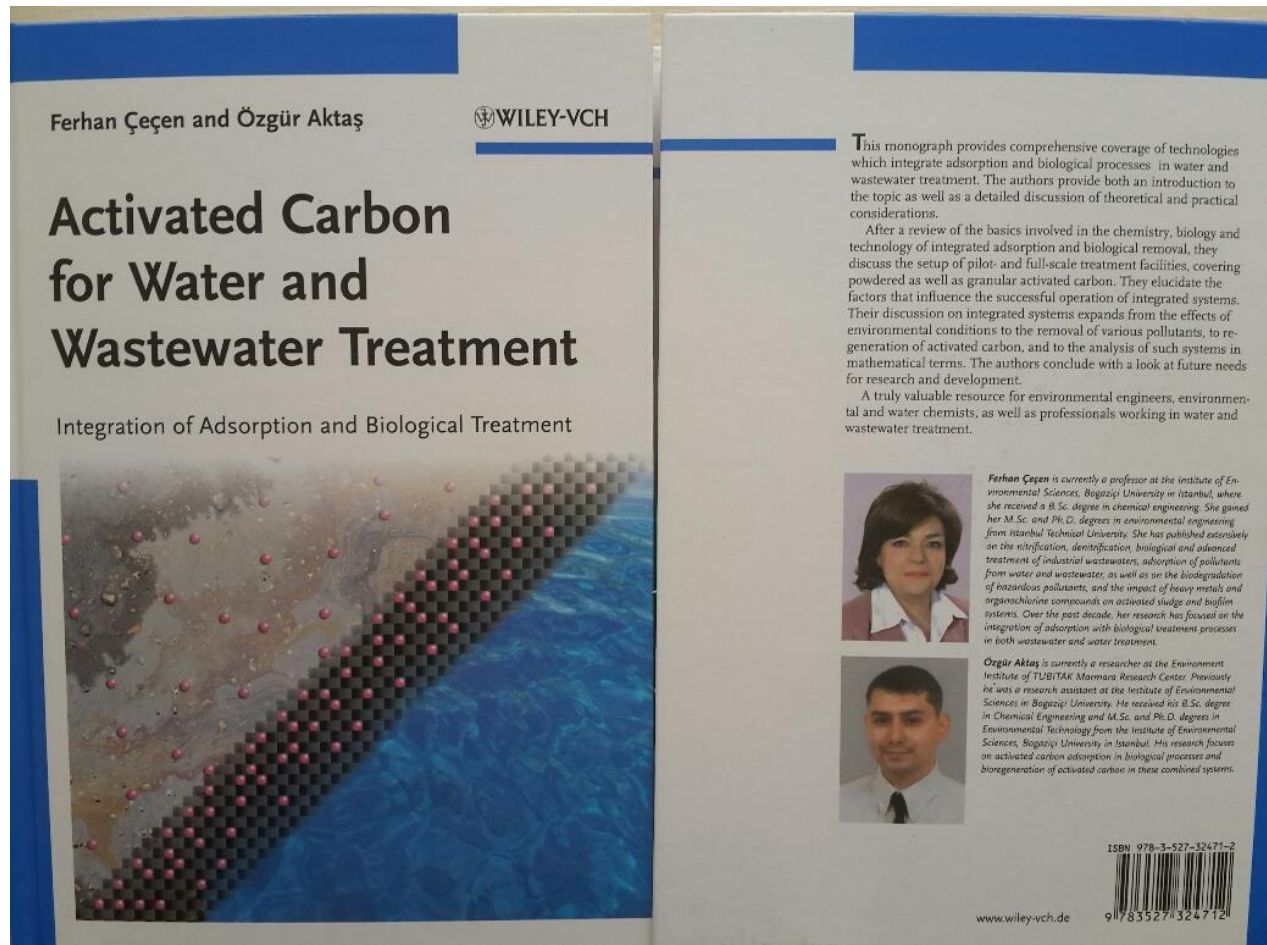 Ferhan Çeçen and Özgür Aktaş
WILEY-VCH
Activated Carbon
for Water and
Wastewater Treatment
Integration of Adsorption and Biological Treatment
This monograph provides comprehensive coverage of technologies
which integrate adsorption and biological processes in water and
wastewater treatment. The authors provide both an introduction to
the topic as well as a detailed discussion of theoretical and practical
considerations.
After a review of the basics involved in the chemistry, biology and
technology of integrated adsorption and biological removal, they
discuss the setup of pilot- and full-scale treatment facilities, covering
powdered as well as granular activated carbon. They elucidate the
factors that influence the successful operation of integrated systems.
Their discussion on integrated systems expands from the effects of
environmental conditions to the removal of various pollutants, to re-
generation of activated carbon, and to the analysis of such systems in
mathematical terms. The authors conclude with a look at future needs
for research and development.
A truly valuable resource for environmental engineers, environmen-
tal and water chemists, as well as professionals working in water and
wastewater treatment.
Ferhan Çeçen is currently a professor at the Institute of En-
vironmental Sciences, Bogaziçi University in Istanbul, where
she received a B.Sc. degree in chemical engineering. She gained
her M.Sc. and Ph.D. degrees in environmental engineering
from Istanbul Technical University. She has published extensively
on the nitrification, denitrification, biological and advanced
treatment of industrial wastewaters, adsorption of pollutants
from water and wastewater, as well as on the biodegradation
of hazardous pollutants, and the impact of heavy metals and
organochlorine compounds on activated sludge and biofilm
systems. Over the past decade, her research has focused on the
integration of adsorption with biological treatment processes
in both wastewater and water treatment.
Özgür Aktaş is currently a researcher at the Environment
Institute of TUBİTAK Marmara Research Center. Previously
he was a research assistant at the Institute of Environmental
Sciences in Bogaziçi University. He received his B.Sc. degree
in Chemical Engineering and M.Sc. and Ph.D. degrees in
Environmental Technology from the Institute of Environmental
Sciences, Bogaziçi University in Istanbul. His research focuses
on activated carbon adsorption in biological processes and
bioregeneration of activated carbon in these combined systems.
ISBN 978-3-527-32471-2
www.wiley-vch.de
9 783527 324712